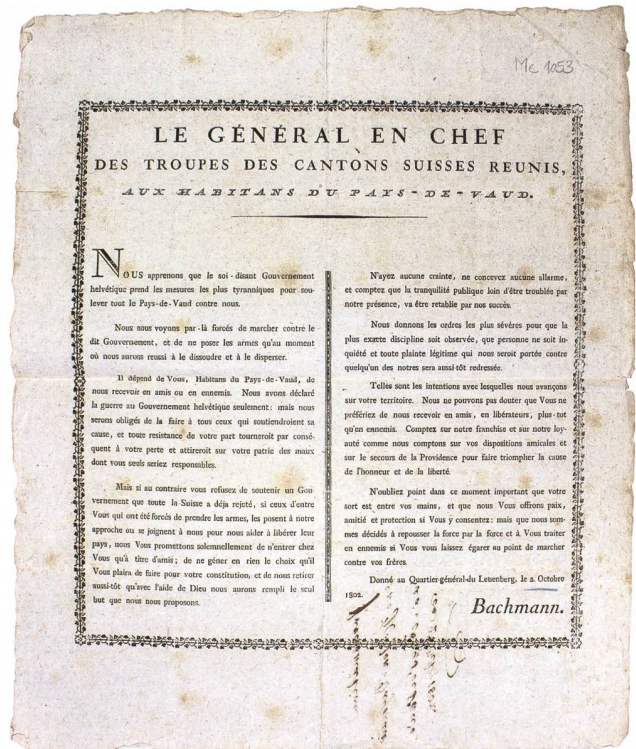 Mc 1053
LE GÉNÉRAL EN CHEF
DES TROUPES DES CANTONS SUISSES REUNIS,
AUX HABITANS DU PAYS-DE-VAUD.
NOUS apprenons que le soi-disant Gouvernement
helvétique prend les mesures les plus tyranniques pour sou-
lever tout le Pays-de-Vaud contre nous.
Nous nous voyons par-là forcés de marcher contre le
dit Gouvernement, et de ne poser les armes qu'au moment
où nous aurons reussi à le dissoudre et à le disperser.
Il dépend de Vous, Habitans du Pays-de-Vaud, de
nous recevoir en amis ou en ennemis. Nous avons déclaré
la guerre au Gouvernement helvétique seulement: mais nous
serons obligés de la faire à tous ceux qui soutiendroient sa
cause, et toute resistance de votre part tourneroit par consé-
quent à votre perte et attireroit sur votre patrie des maux
dont vous seuls seriez responsables.
Mais si au contraire vous refusez de soutenir un Gou-
vernement que toute la Suisse a déja rejeté, si ceux d'entre
Vous qui ont été forcés de prendre les armes, les posent à notre
approche ou se joignent à nous pour nous aider à libérer leur
pays, nous Vous promettons solemnellement de n'entrer chez
Vous qu'à titre d'amis; de ne géner en rien le choix qu'il
Vous plaira de faire pour votre constitution, et de nous retirer
aussi-tôt qu'avec l'aide de Dieu nous aurons rempli le seul
but que nous nous proposons.
N'ayez aucune crainte, ne concevez aucune allarme,
et comptez que la tranquilité publique loin d'être troublée par
notre présence, va être retablie par nos succès.
Nous donnons les ordres les plus sévères pour que la
plus exacte discipline soit observée, que personne ne soit in-
quiété et toute plainte légitime qui nous seroit portée contre
quelqu'un des notres sera aussi-tôt redressée.
Telles sont les intentions avec lesquelles nous avançons
sur votre territoire. Nous ne pouvons pas douter que Vous ne
préfériez de nous recevoir en amis, en libérateurs, plus-tot
qu'en ennemis. Comptez sur notre franchise et sur notre loy-
auté comme nous comptons sur vos dispositions amicales et
sur le secours de la Providence pour faire triompher la cause
de l'honneur et de la liberté.
N'oubliez point dans ce moment important que votre
sort est entre vos mains, et que nous Vous offrons paix,
amitié et protection si Vous y consentez: mais que nous som-
mes décidés à repousser la force par la force et à Vous traiter
en ennemis si Vous vous laissez égarer au point de marcher
contre vos frères.
Donné au Quartier-général-du Leuenberg, le 2. Octobre
1802.
Bachmann.